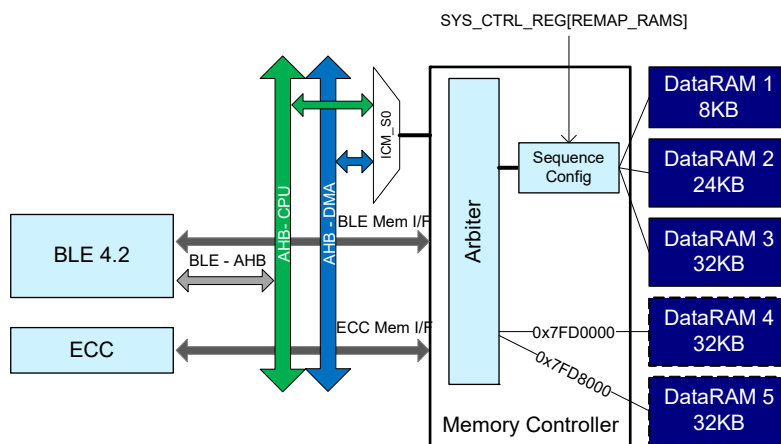 SYS_CTRL_REG[REMAP_RAMS]
DataRAM 1
8KB
ICM_S0
Sequence
Config
DataRAM 2
24KB
AHB- CPU
AHB - DMA
Arbiter
BLE Mem I/F
BLE 4.2
BLE - AHB
DataRAM 3
32KB
ECC Mem I/F
ECC
0x7FD0000
DataRAM 4
32KB
0x7FD8000
DataRAM 5
32KB
Memory Controller